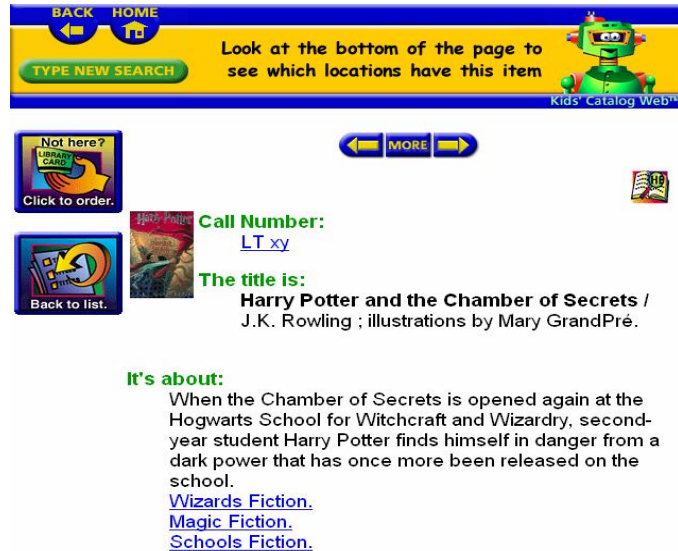 BACK HOME
Look at the bottom of the page to
TYPE NEW SEARCH
see which locations have this item
Kids' Catalog Web™
Not here?
LIBRARY
CARD
Click to order.
MORE
Harry Potter
Call Number:
LT xy
Back to list.
The title is:
Harry Potter and the Chamber of Secrets /
J.K. Rowling ; illustrations by Mary GrandPré.
It's about:
When the Chamber of Secrets is opened again at the
Hogwarts School for Witchcraft and Wizardry, second-
year student Harry Potter finds himself in danger from a
dark power that has once more been released on the
school.
Wizards Fiction.
Magic Fiction.
Schools Fiction.